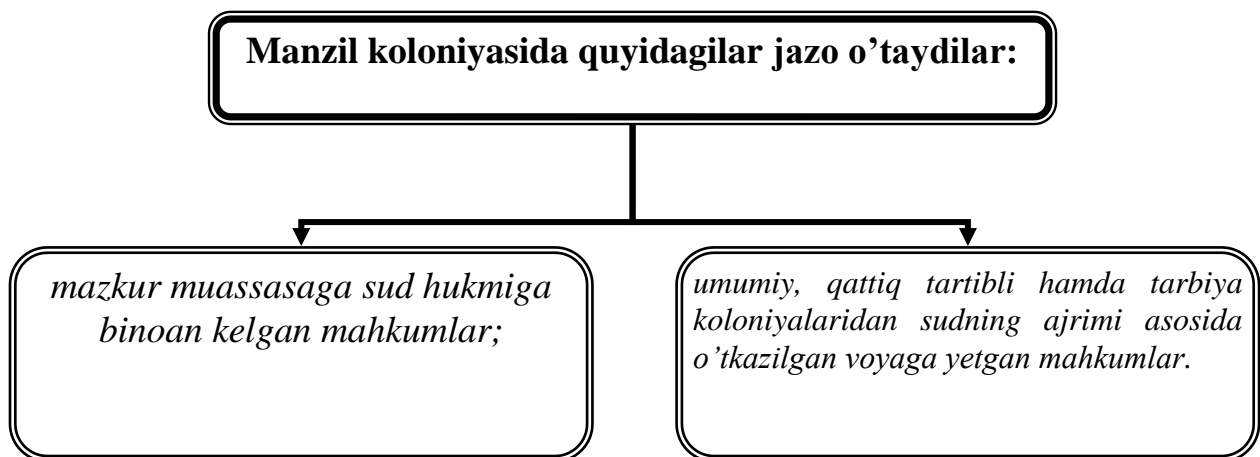 Manzil koloniyasida quyidagilar jazo o’taydilar:
mazkur muassasaga sud hukmiga
binoan kelgan mahkumlar;
umumiy, qattiq tartibli hamda tarbiya
koloniyalaridan sudning ajrimi asosida
o’tkazilgan voyaga yetgan mahkumlar.